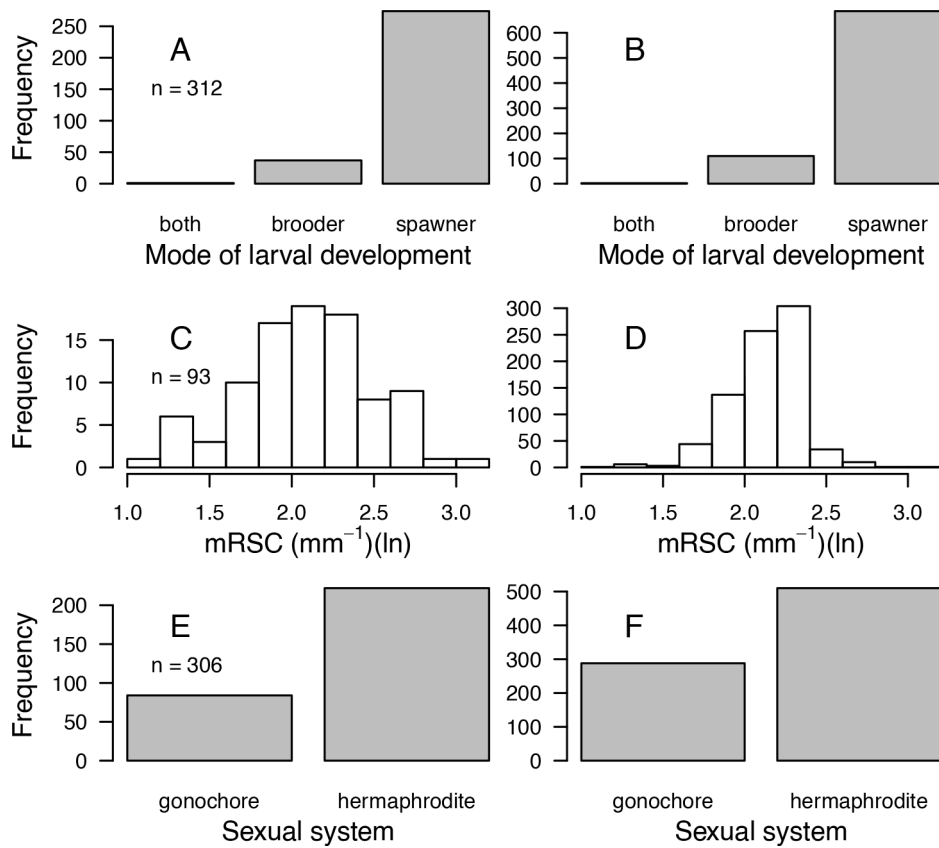 A
n = 312
Frequency
250
200
150
100
50
0
both brooder spawner
Mode of larval development
B
600
500
400
300
200
100
0
both brooder spawner
Mode of larval development
C
n = 93
Frequency
15
10
5
0
1.0 1.5 2.0 2.5 3.0
mRSC (mm⁻¹)(ln)
D
300
250
200
150
100
50
0
1.0 1.5 2.0 2.5 3.0
mRSC (mm⁻¹)(ln)
E
n = 306
Frequency
200
150
100
50
0
gonochore hermaphrodite
Sexual system
F
500
400
300
200
100
0
gonochore hermaphrodite
Sexual system